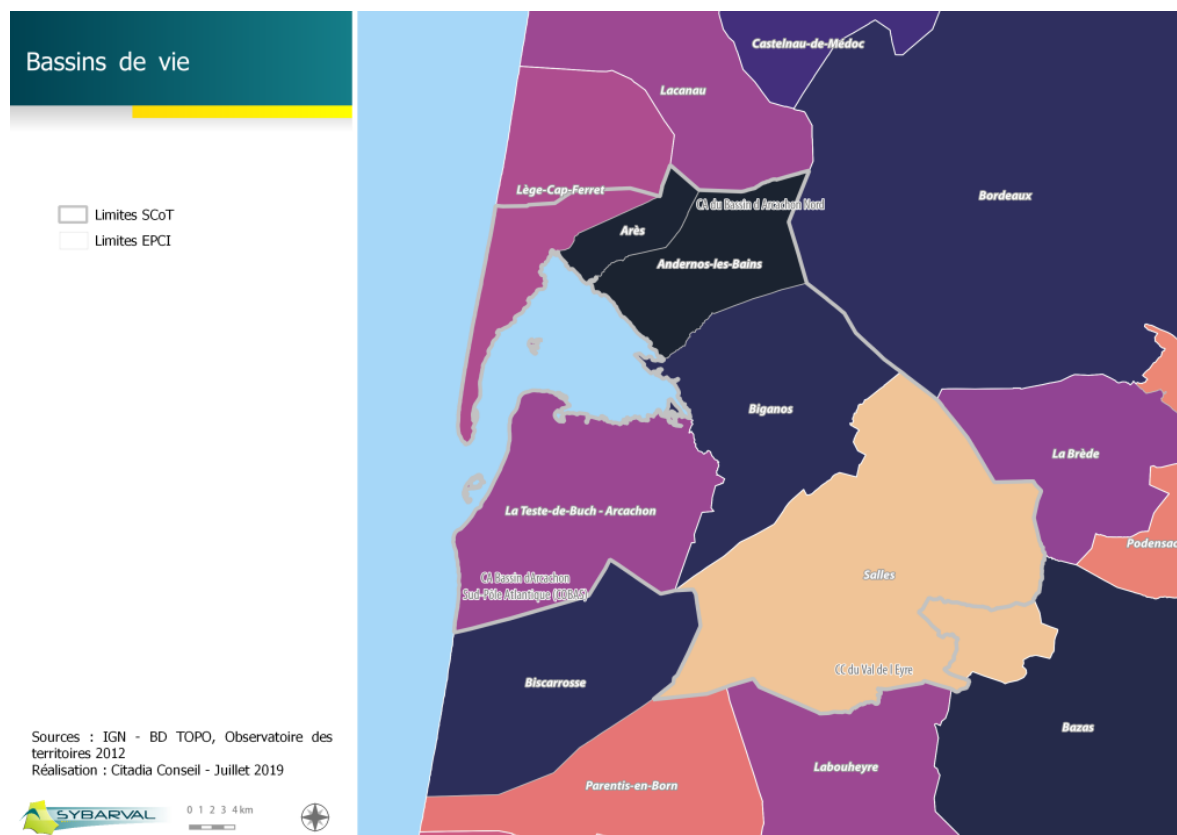 Bassins de vie
Limites SCoT
Limites EPCI
Sources : IGN - BD TOPO, Observatoire des
territoires 2012
Réalisation : Citadia Conseil - Juillet 2019
SYBARVAL
0 1 2 3 4 km
Castelnau-de-Médoc
Lacanau
Lège-Cap-Ferret
CA du Bassin d Arcachon Nord
Bordeaux
Arès
Andernos-les-Bains
Biganos
La Brède
La Teste-de-Buch - Arcachon
Podensac
Salles
CA Bassin d'Arcachon
Sud-Pôle Atlantique (COBAS)
CC du Val de l Eyre
Biscarrosse
Bazas
Labouheyre
Parentis-en-Born